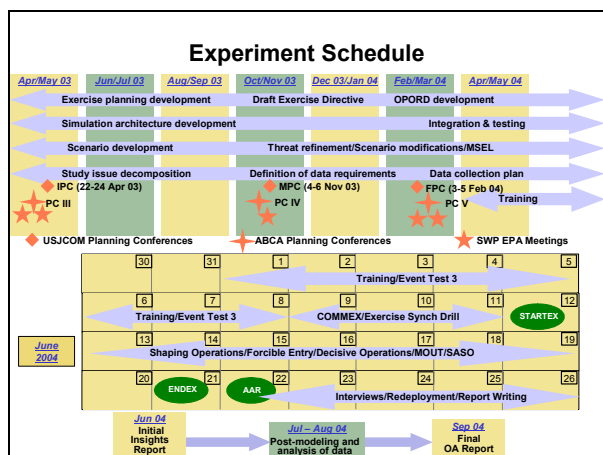 Experiment Schedule
Apr/May 03 Jun/Jul 03 Aug/Sep 03 Oct/Nov 03 Dec 03/Jan 04 Feb/Mar 04 Apr/May 04
Exercise planning development Draft Exercise Directive OPORD development
Simulation architecture development Integration & testing
Scenario development Threat refinement/Scenario modifications/MSEL
Study issue decomposition Definition of data requirements Data collection plan
IPC (22-24 Apr 03) MPC (4-6 Nov 03) FPC (3-5 Feb 04)
PC III PC IV PC V Training
USJCOM Planning Conferences ABCA Planning Conferences SWP EPA Meetings
30 31 1 2 3 4 5
Training/Event Test 3
6 7 8 9 10 11 12
Training/Event Test 3 COMMEX/Exercise Synch Drill STARTEX
June
2004
13 14 15 16 17 18 19
Shaping Operations/Forcible Entry/Decisive Operations/MOUT/SASO
20 21 22 23 24 25 26
ENDEX AAR
Interviews/Redeployment/Report Writing
Jun 04
Initial
Insights
Report
Jul – Aug 04
Post-modeling and
analysis of data
Sep 04
Final
OA Report